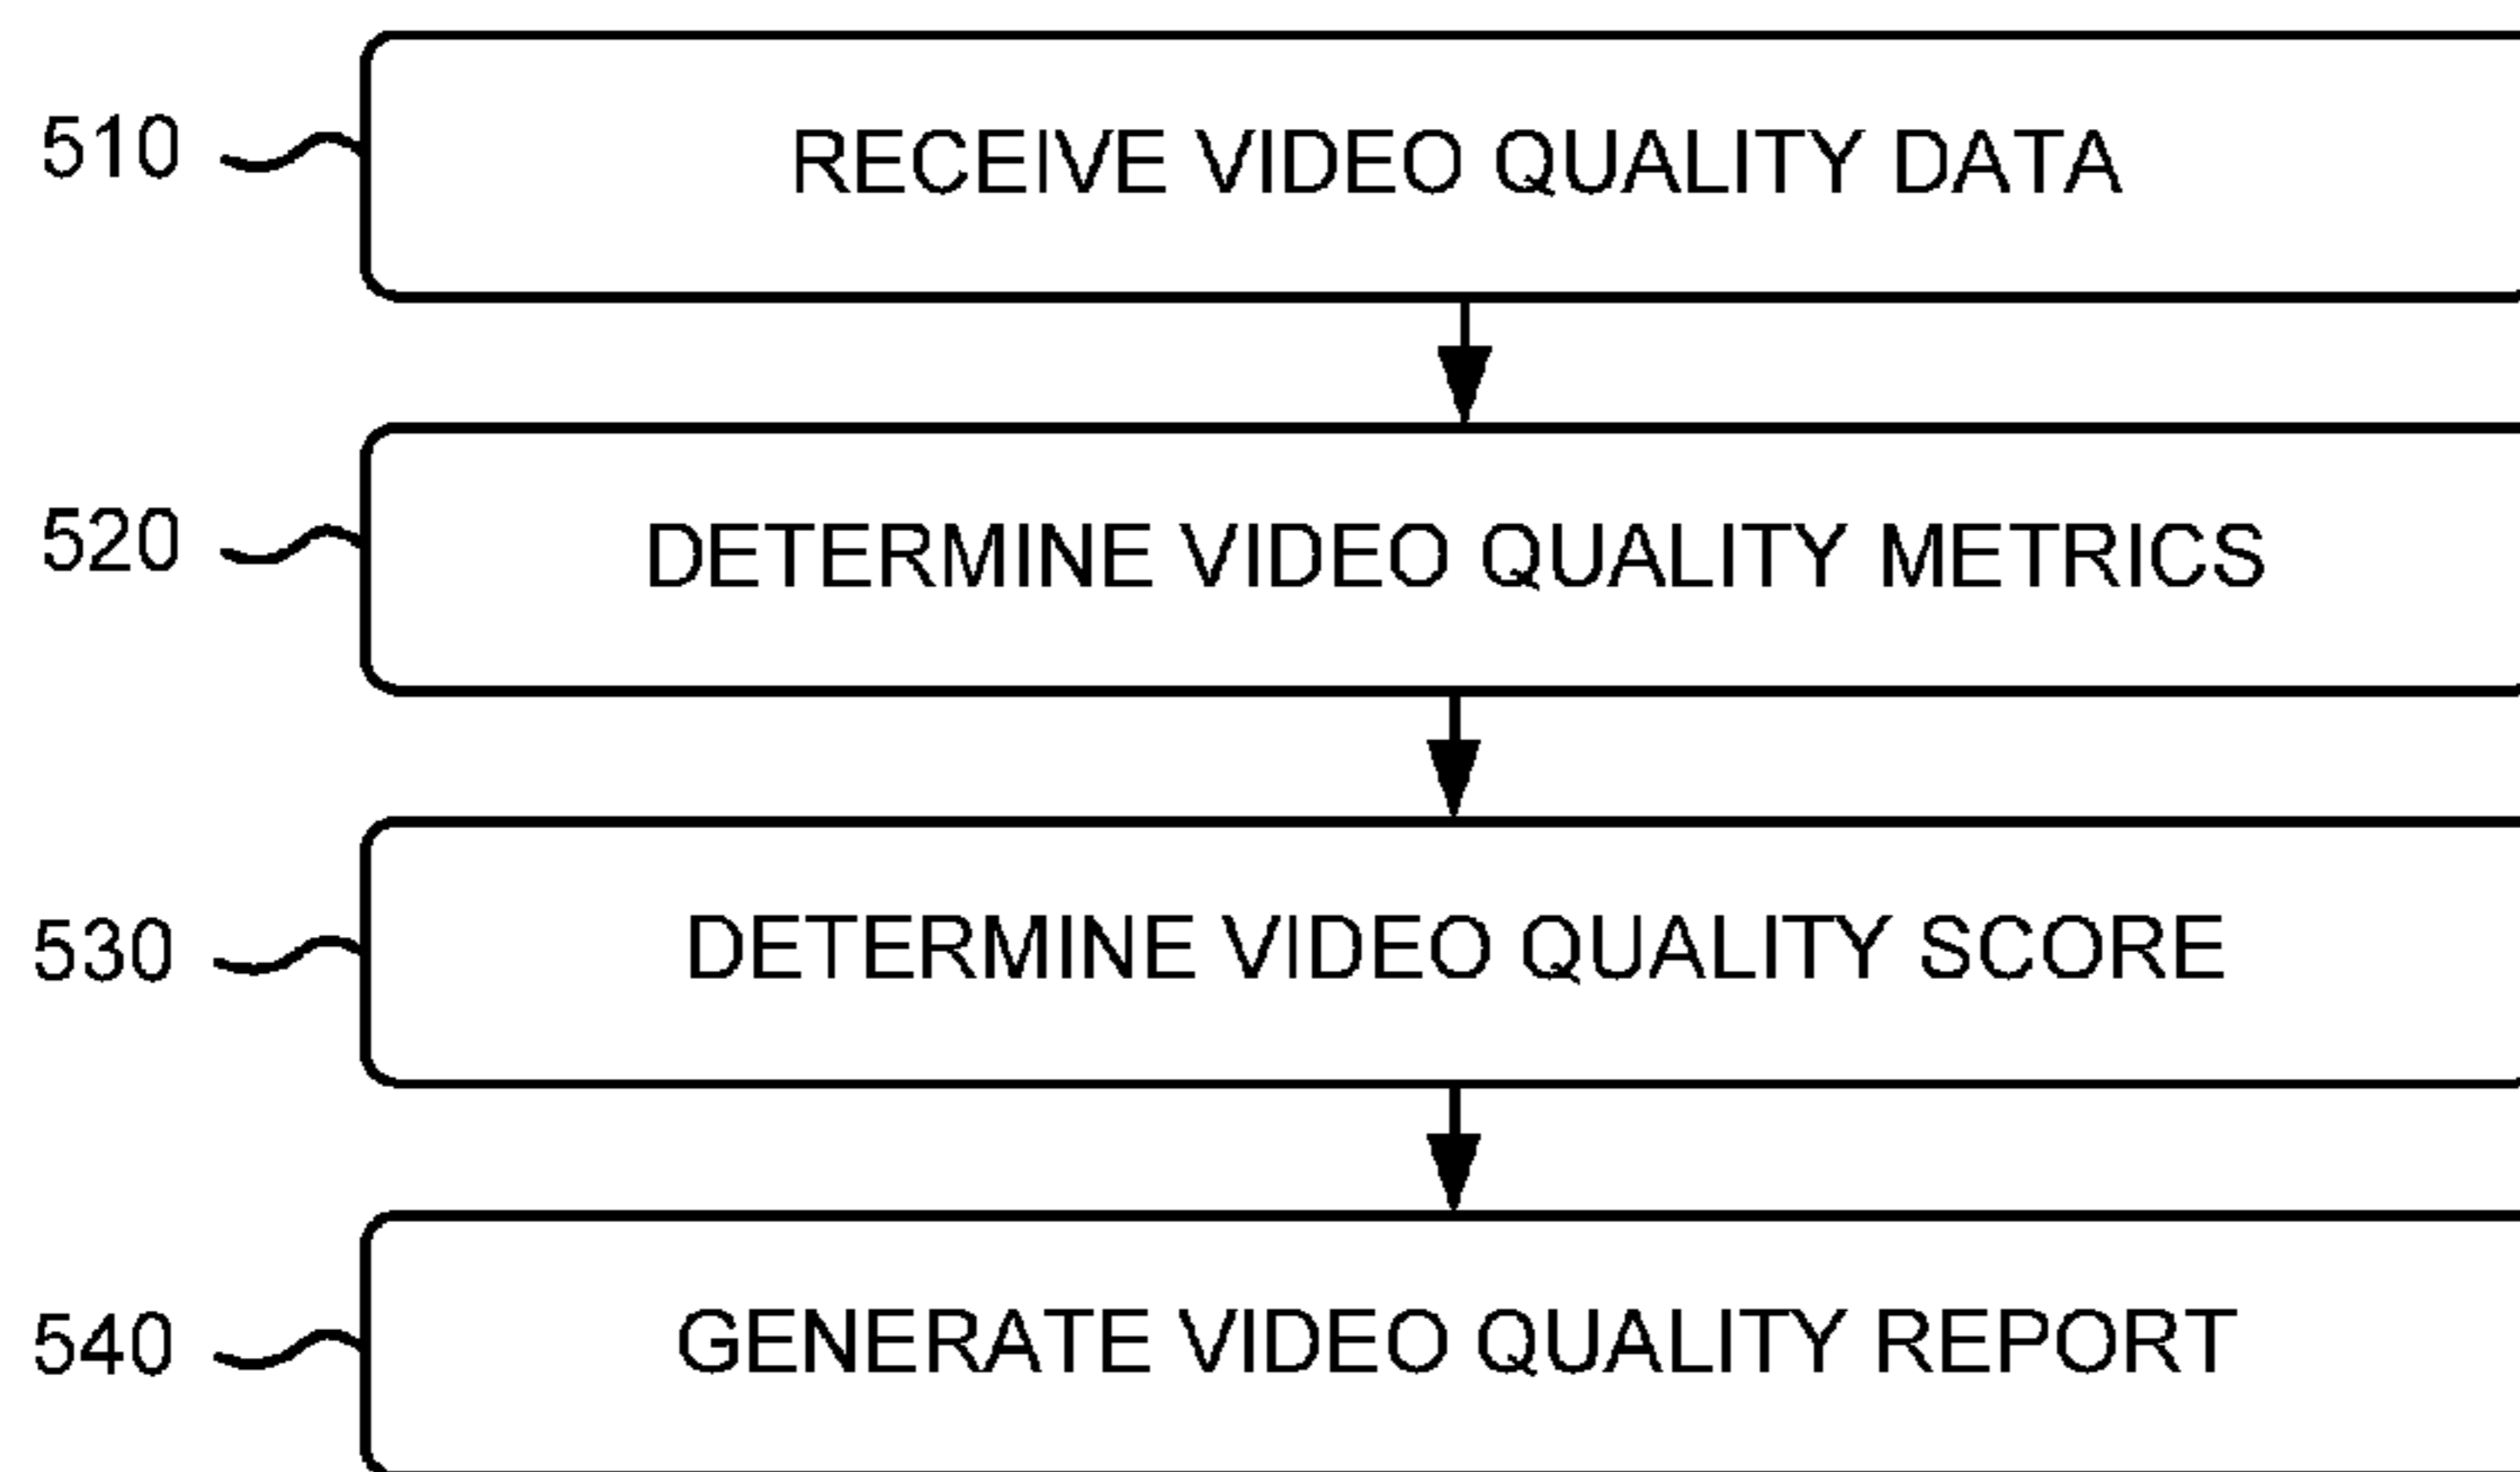 510 RECEIVE VIDEO QUALITY DATA
520 DETERMINE VIDEO QUALITY METRICS
530 DETERMINE VIDEO QUALITY SCORE
540 GENERATE VIDEO QUALITY REPORT